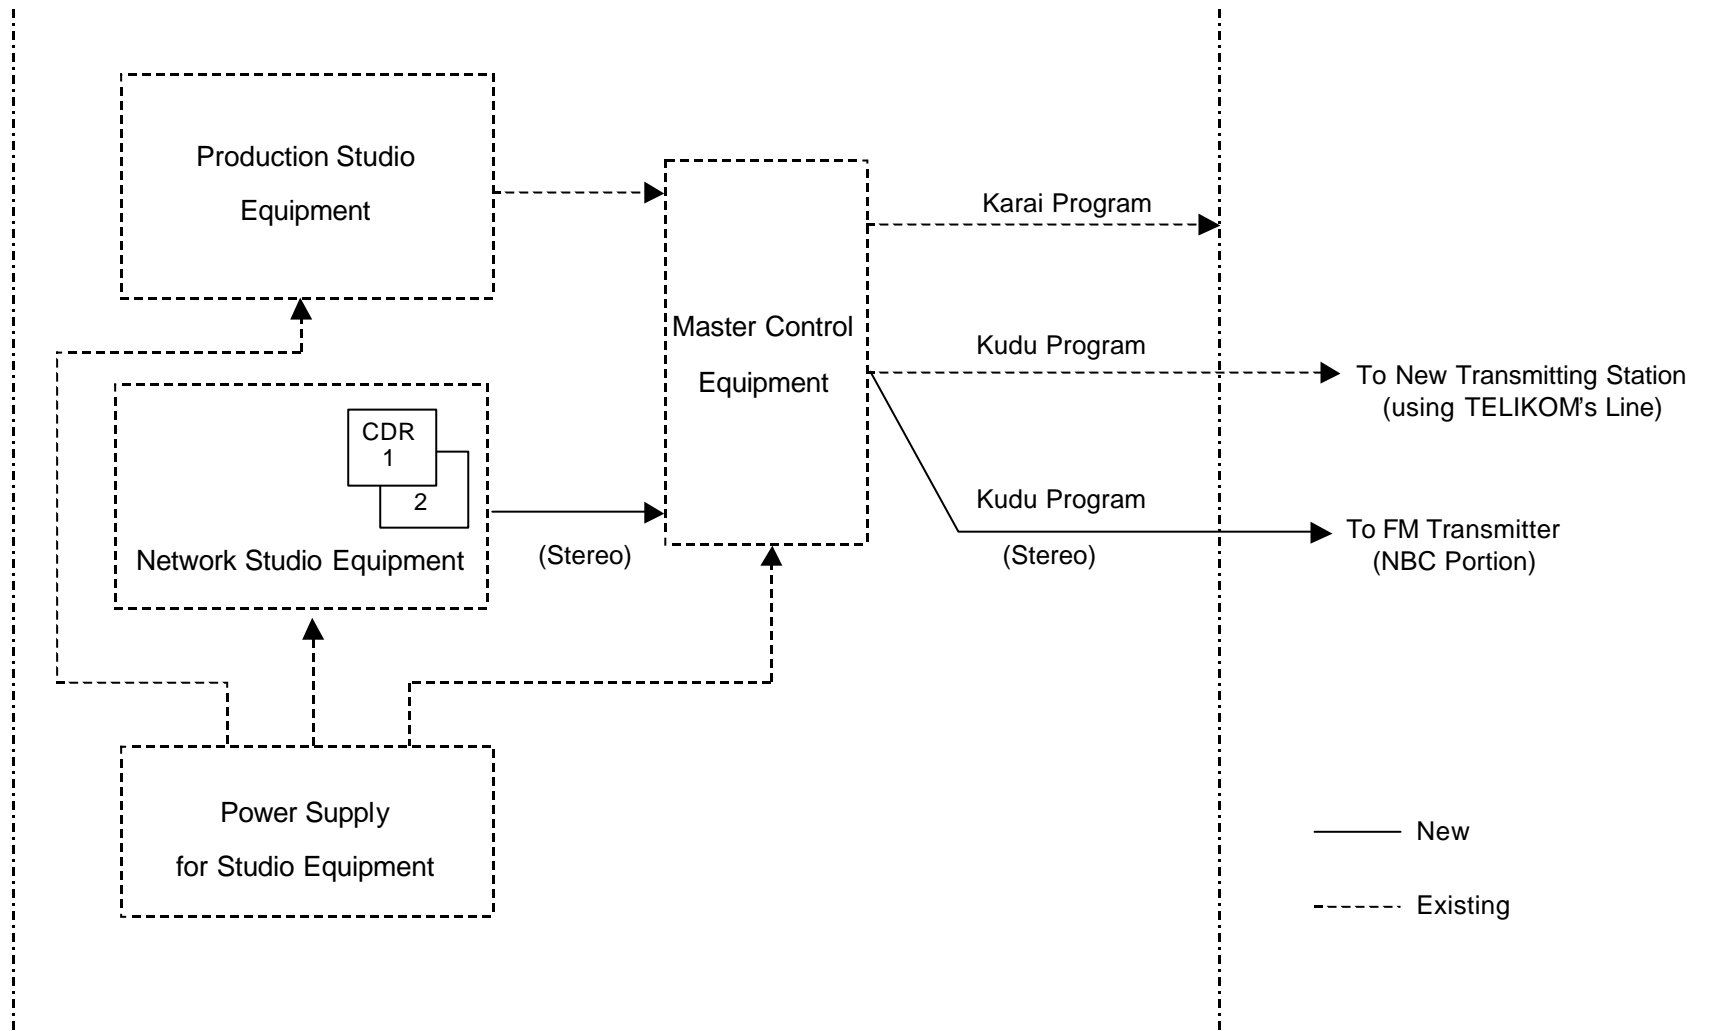 Production Studio
Equipment
Karai Program
Master Control
Equipment
Kudu Program
To New Transmitting Station
(using TELIKOM's Line)
CDR
1
2
Network Studio Equipment
(Stereo)
Kudu Program
(Stereo)
To FM Transmitter
(NBC Portion)
Power Supply
for Studio Equipment
New
Existing